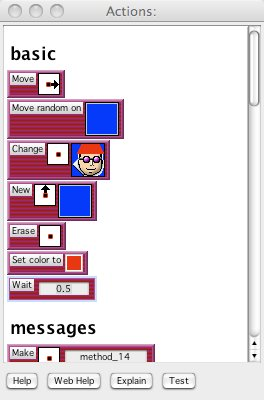 Actions:
basic
Move
Move random on
Change
New
Erase
Set color to
Wait 0.5
messages
Make method_14
Help Web Help Explain Test